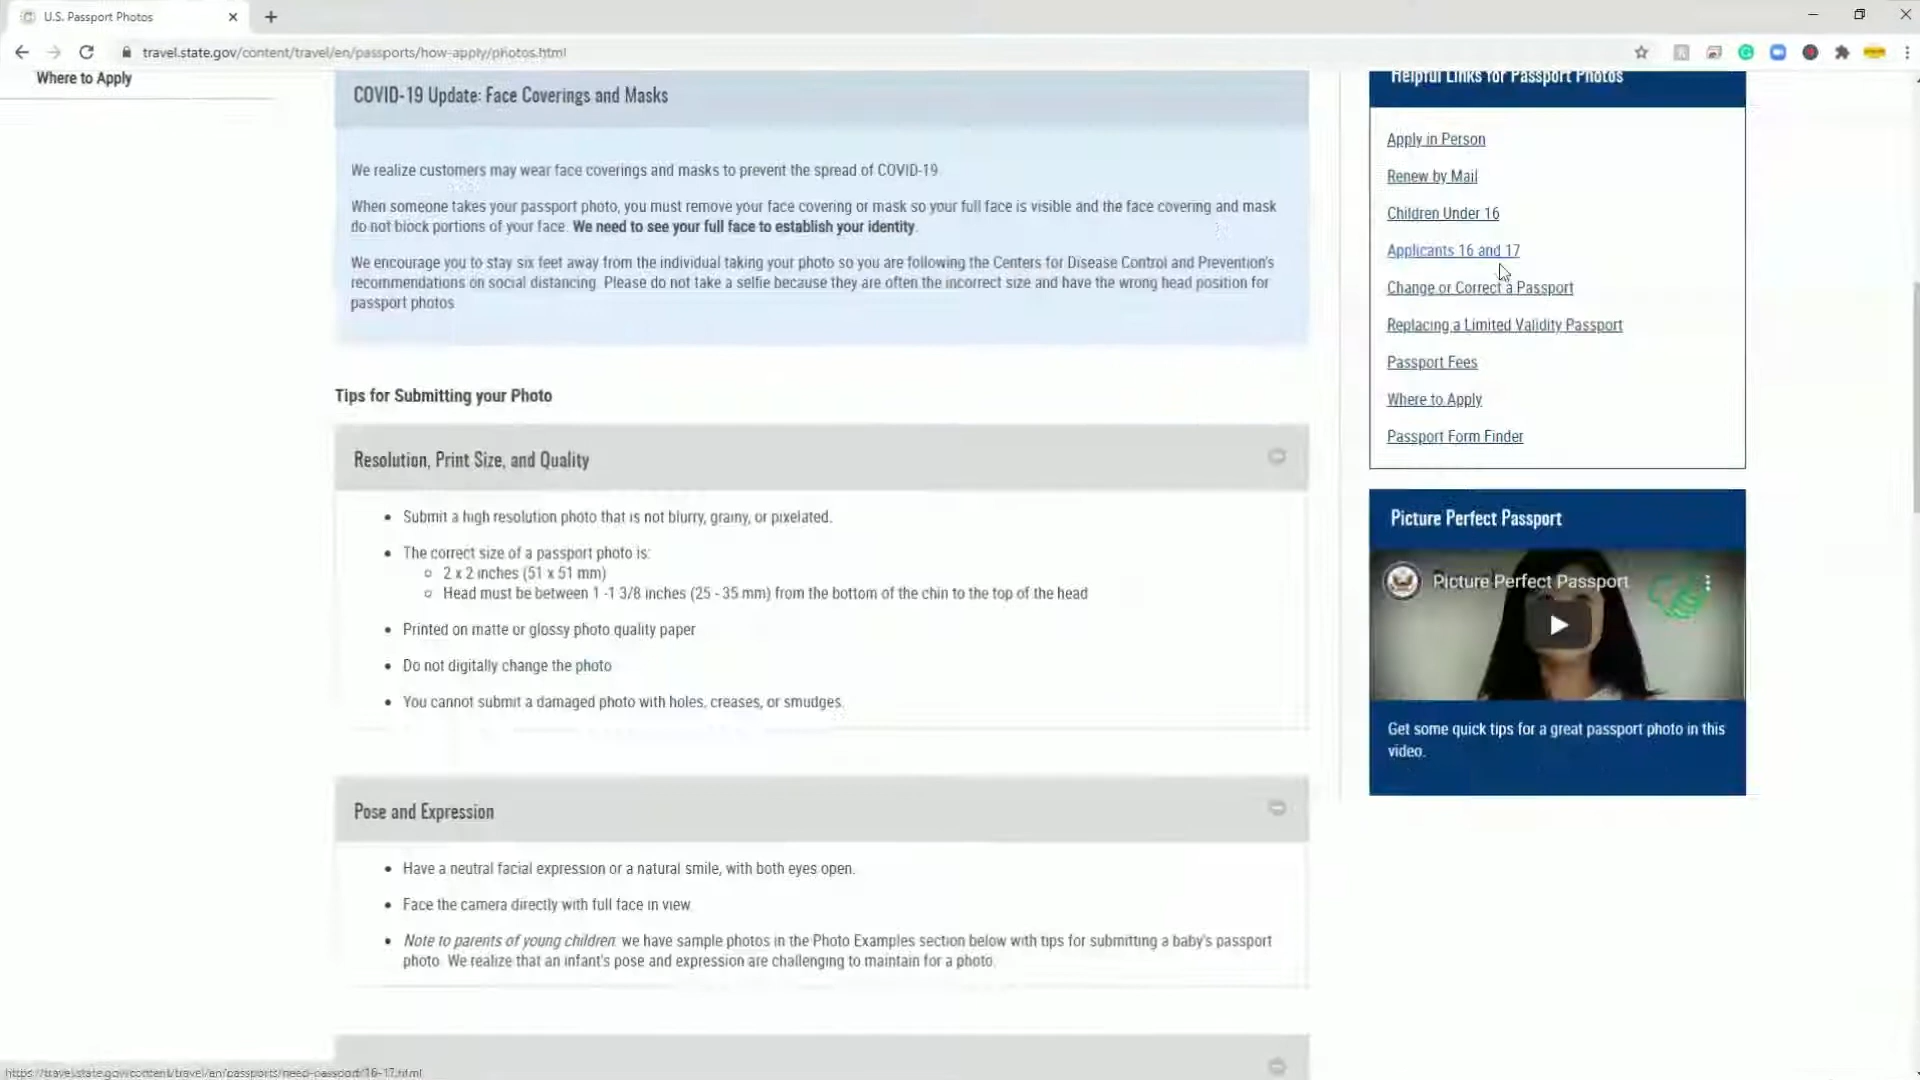 U.S. Passport Photos
travel.state.gov/content/travel/en/passports/how-apply/photos.html
Where to Apply
COVID-19 Update: Face Coverings and Masks
We realize customers may wear face coverings and masks to prevent the spread of COVID-19
When someone takes your passport photo, you must remove your face covering or mask so your full face is visible and the face covering and mask
do not block portions of your face. We need to see your full face to establish your identity.
We encourage you to stay six feet away from the individual taking your photo so you are following the Centers for Disease Control and Prevention's
recommendations on social distancing. Please do not take a selfie because they are often the incorrect size and have the wrong head position for
passport photos
Tips for Submitting your Photo
Resolution, Print Size, and Quality
Submit a high resolution photo that is not blurry, grainy, or pixelated.
The correct size of a passport photo is:
2 x 2 inches (51 x 51 mm)
Head must be between 1 -1 3/8 inches (25 - 35 mm) from the bottom of the chin to the top of the head
Printed on matte or glossy photo quality paper
Do not digitally change the photo
You cannot submit a damaged photo with holes, creases, or smudges.
Pose and Expression
Have a neutral facial expression or a natural smile, with both eyes open.
Face the camera directly with full face in view
Note to parents of young children: we have sample photos in the Photo Examples section below with tips for submitting a baby's passport
photo. We realize that an infant's pose and expression are challenging to maintain for a photo.
Helpful Links for Passport Photos
Apply in Person
Renew by Mail
Children Under 16
Applicants 16 and 17
Change or Correct a Passport
Replacing a Limited Validity Passport
Passport Fees
Where to Apply
Passport Form Finder
Picture Perfect Passport
Picture Perfect Passport
Get some quick tips for a great passport photo in this
video.
https://travel.state.gov/content/travel/en/passports/need-passport/16-17.html